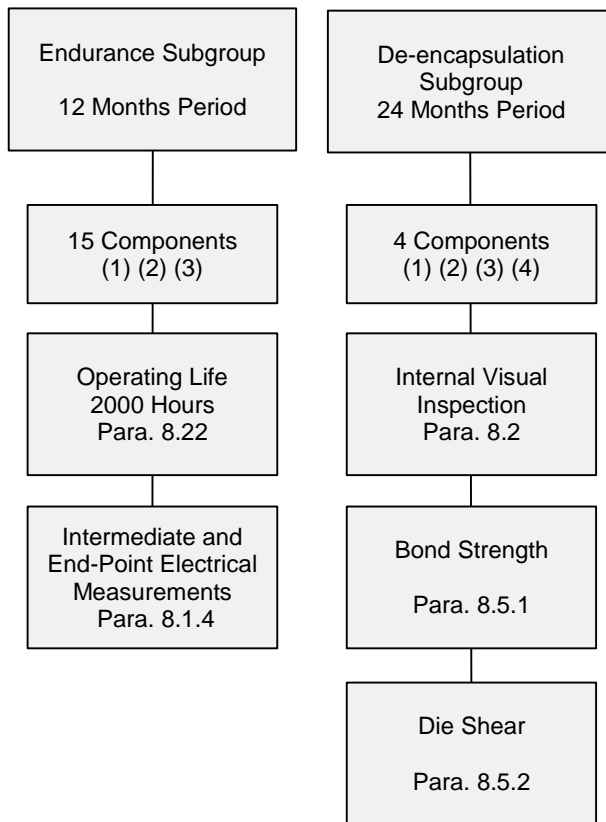 Endurance Subgroup
12 Months Period
15 Components
(1) (2) (3)
Operating Life
2000 Hours
Para. 8.22
Intermediate and
End-Point Electrical
Measurements
Para. 8.1.4
De-encapsulation
Subgroup
24 Months Period
4 Components
(1) (2) (3) (4)
Internal Visual
Inspection
Para. 8.2
Bond Strength
Para. 8.5.1
Die Shear
Para. 8.5.2